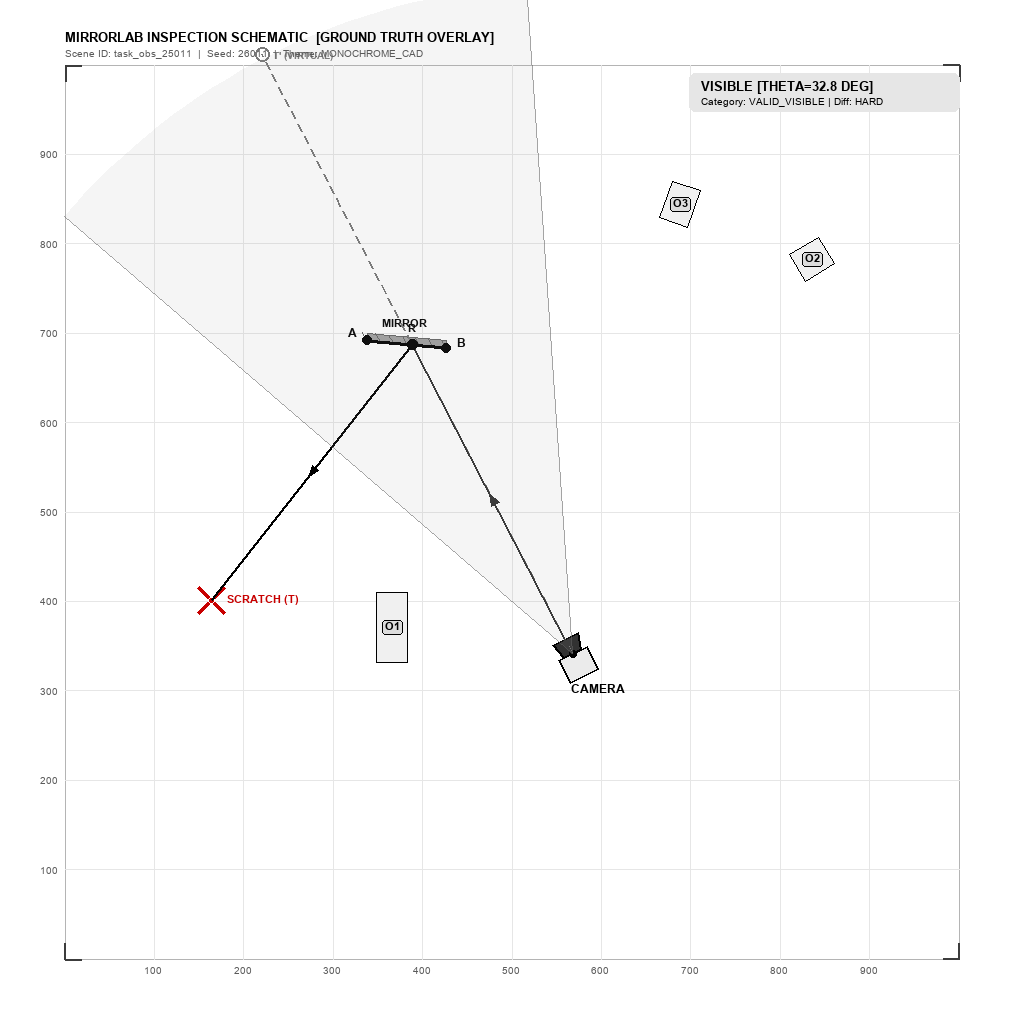 MIRRORLAB INSPECTION SCHEMATIC [GROUND TRUTH OVERLAY]
Scene ID: task_obs_25011 | Seed: MONOCHROME_CAD
(VIRTUAL)
VISIBLE [THETA=32.8 DEG]
Category: VALID_VISIBLE | Diff: HARD
900
O3
800
O2
700
MIRROR
R
A
B
600
500
400
SCRATCH (T)
O1
300
CAMERA
200
100
100 200 300 400 500 600 700 800 900